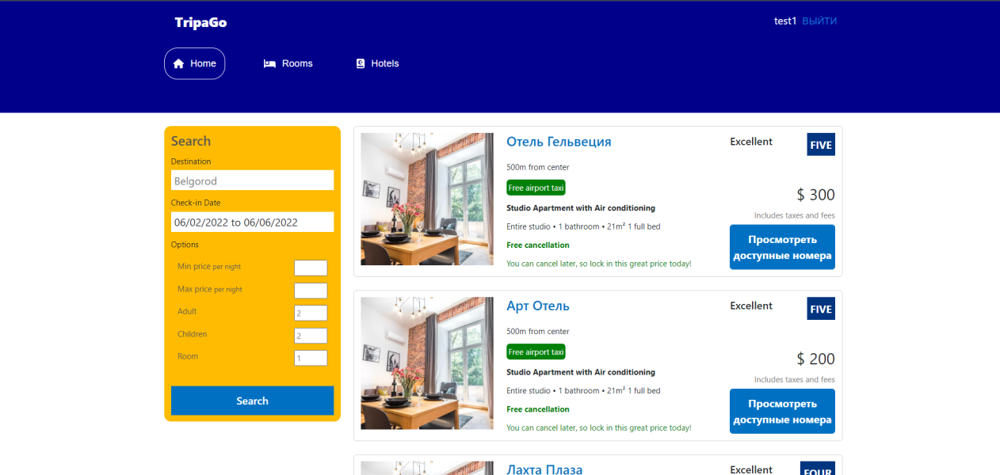 TripaGo
test1 ВЫЙТИ
Home
Rooms
Hotels
Search
Destination
Belgorod
Check-in Date
06/02/2022 to 06/06/2022
Options
Min price per night
Max price per night
Adult 2
Children 2
Room 1
Search
Отель Гельвеция
500m from center
Free airport taxi
Studio Apartment with Air conditioning
Entire studio • 1 bathroom • 21m² 1 full bed
Free cancellation
You can cancel later, so lock in this great price today!
Excellent FIVE
$ 300
Includes taxes and fees
Просмотреть
доступные номера
Арт Отель
500m from center
Free airport taxi
Studio Apartment with Air conditioning
Entire studio • 1 bathroom • 21m² 1 full bed
Free cancellation
You can cancel later, so lock in this great price today!
Excellent FIVE
$ 200
Includes taxes and fees
Просмотреть
доступные номера
Лахта Плаза
Excellent FOUR